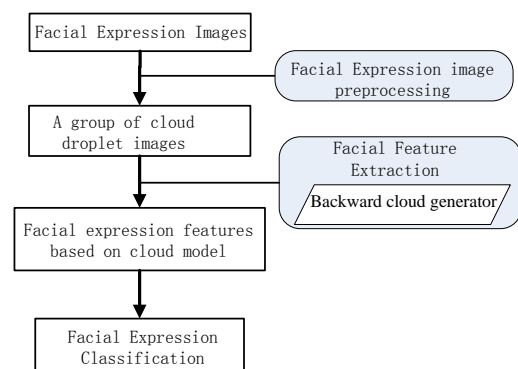 Facial Expression Images
Facial Expression image
preprocessing
A group of cloud
droplet images
Facial Feature
Extraction
Backward cloud generator
Facial expression features
based on cloud model
Facial Expression
Classification